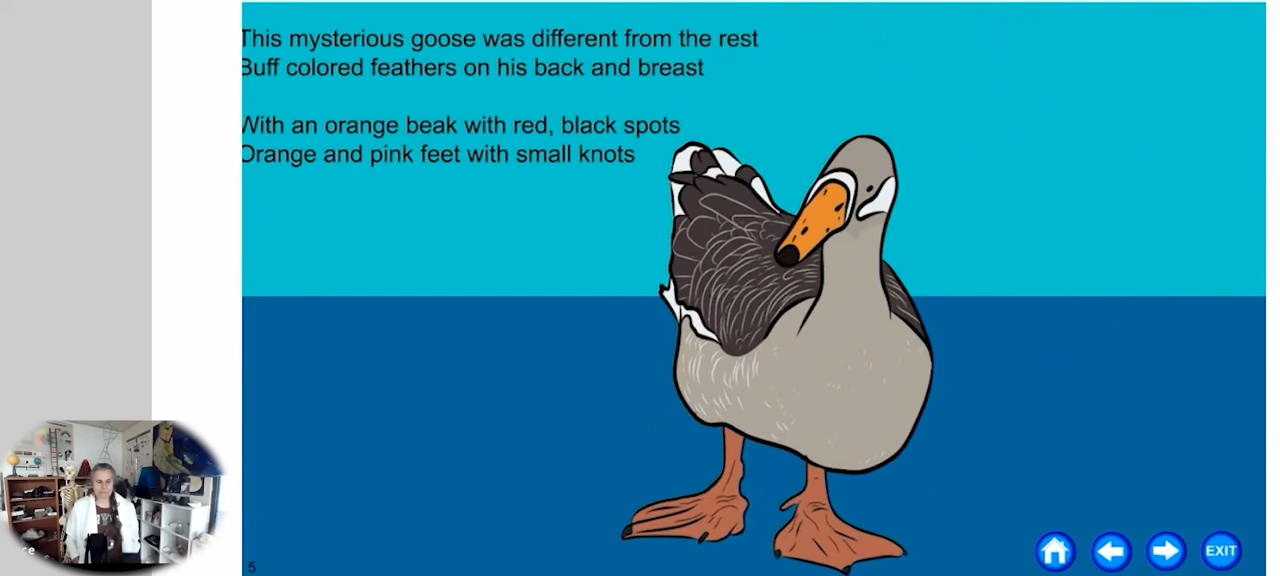 This mysterious goose was different from the rest
Buff colored feathers on his back and breast
With an orange beak with red, black spots
Orange and pink feet with small knots
ce
5
EXIT